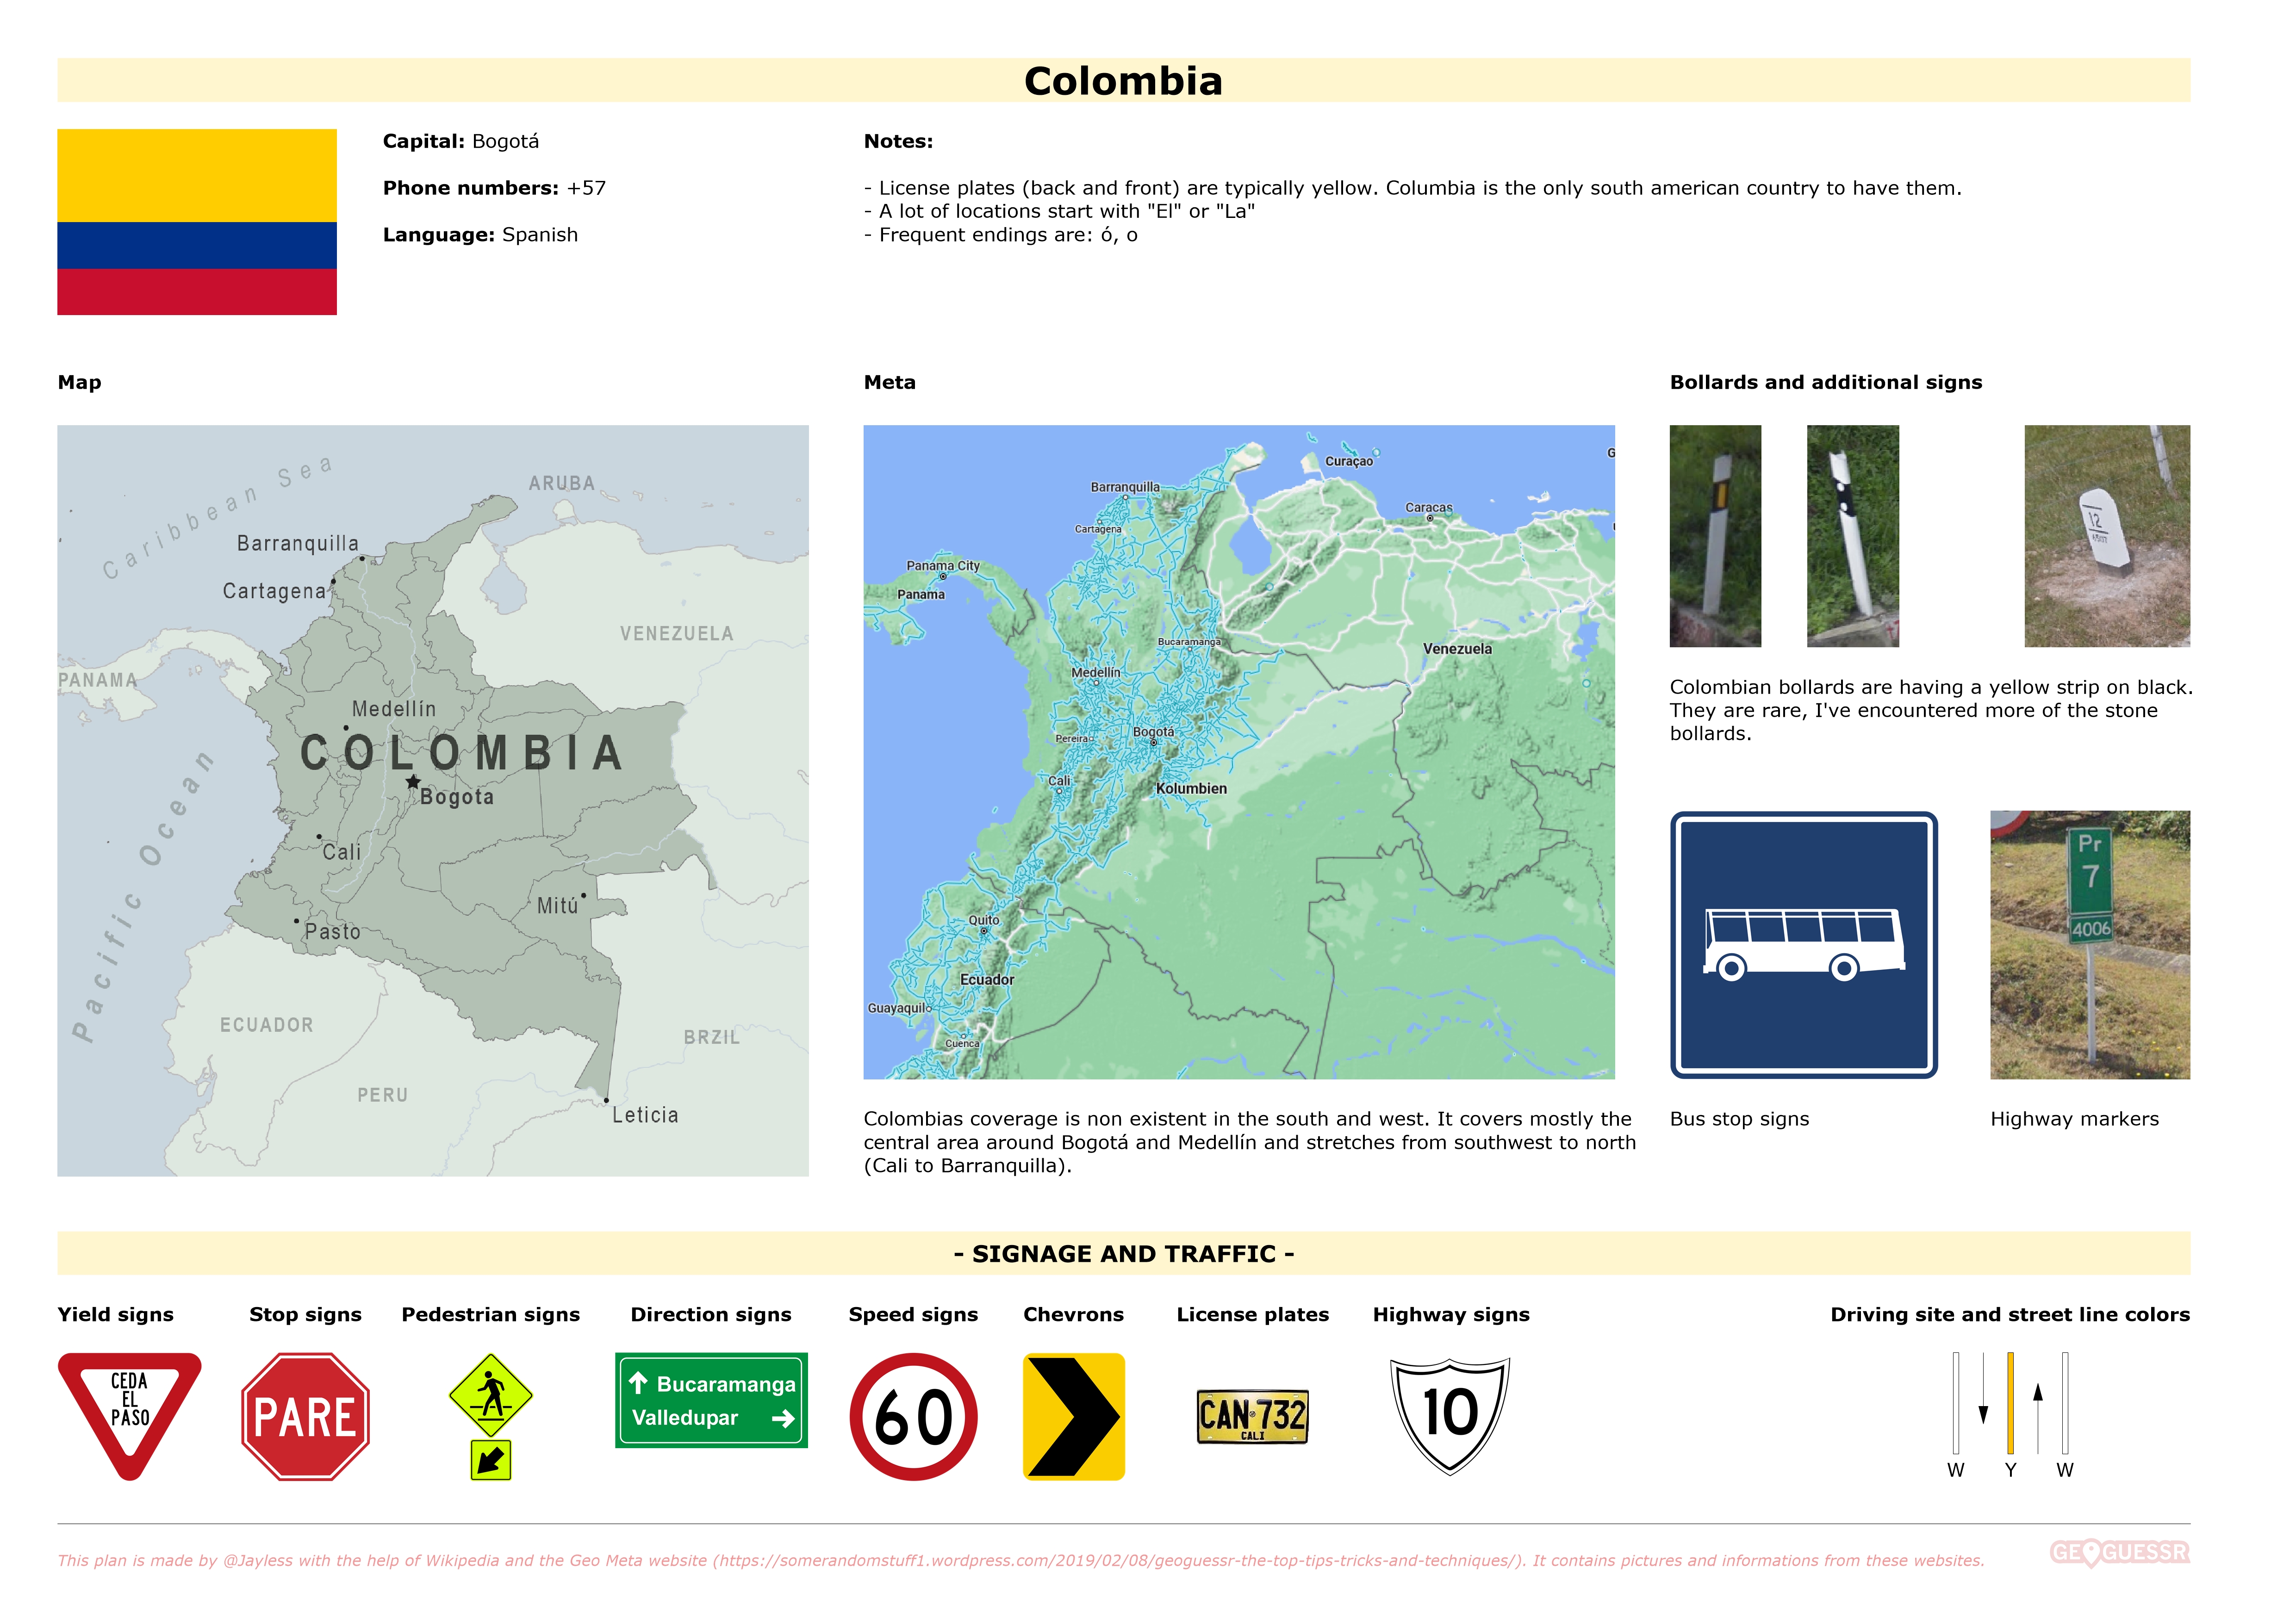 Colombia
Capital: Bogotá
Phone numbers: +57
Language: Spanish
Notes:
- License plates (back and front) are typically yellow. Columbia is the only south american country to have them.
- A lot of locations start with "El" or "La"
- Frequent endings are: ó, o
Map
Caribbean Sea
ARUBA
Barranquilla
Cartagena
VENEZUELA
PANAMA
Medellín
COLOMBIA
Bogota
Pacific Ocean
Cali
Mitú
Pasto
ECUADOR
BRZIL
PERU
Leticia
Meta
Curaçao
G
Barranquilla
Caracas
Cartagena
Panama City
Panama
Bucaramanga
Venezuela
Medellín
Bogotá
Pereira
Cali
Kolumbien
Quito
Ecuador
Guayaquil
Cuenca
Colombias coverage is non existent in the south and west. It covers mostly the
central area around Bogotá and Medellín and stretches from southwest to north
(Cali to Barranquilla).
Bollards and additional signs
12
Colombian bollards are having a yellow strip on black.
They are rare, I've encountered more of the stone
bollards.
Pr
7
4006
Bus stop signs
Highway markers
- SIGNAGE AND TRAFFIC -
Yield signs
CEDA
EL
PASO
Stop signs
PARE
Pedestrian signs
Direction signs
Bucaramanga
Valledupar
Speed signs
60
Chevrons
License plates
CAN 732
CALI
Highway signs
10
Driving site and street line colors
W Y W
This plan is made by @Jayless with the help of Wikipedia and the Geo Meta website (https://somerandomstuff1.wordpress.com/2019/02/08/geoguessr-the-top-tips-tricks-and-techniques/). It contains pictures and informations from these websites.
GEOGUESSR